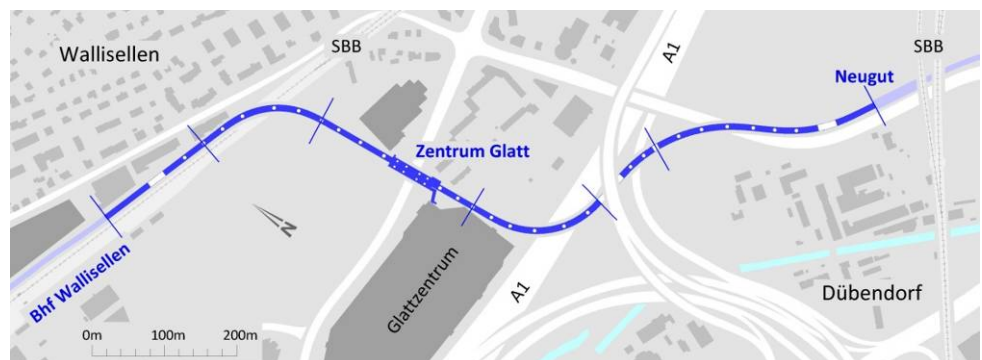 Wallisellen
SBB
A1
SBB
Neugut
Zentrum Glatt
N
Bhf Wallisellen
Glattzentrum
A1
Dübendorf
0m 100m 200m